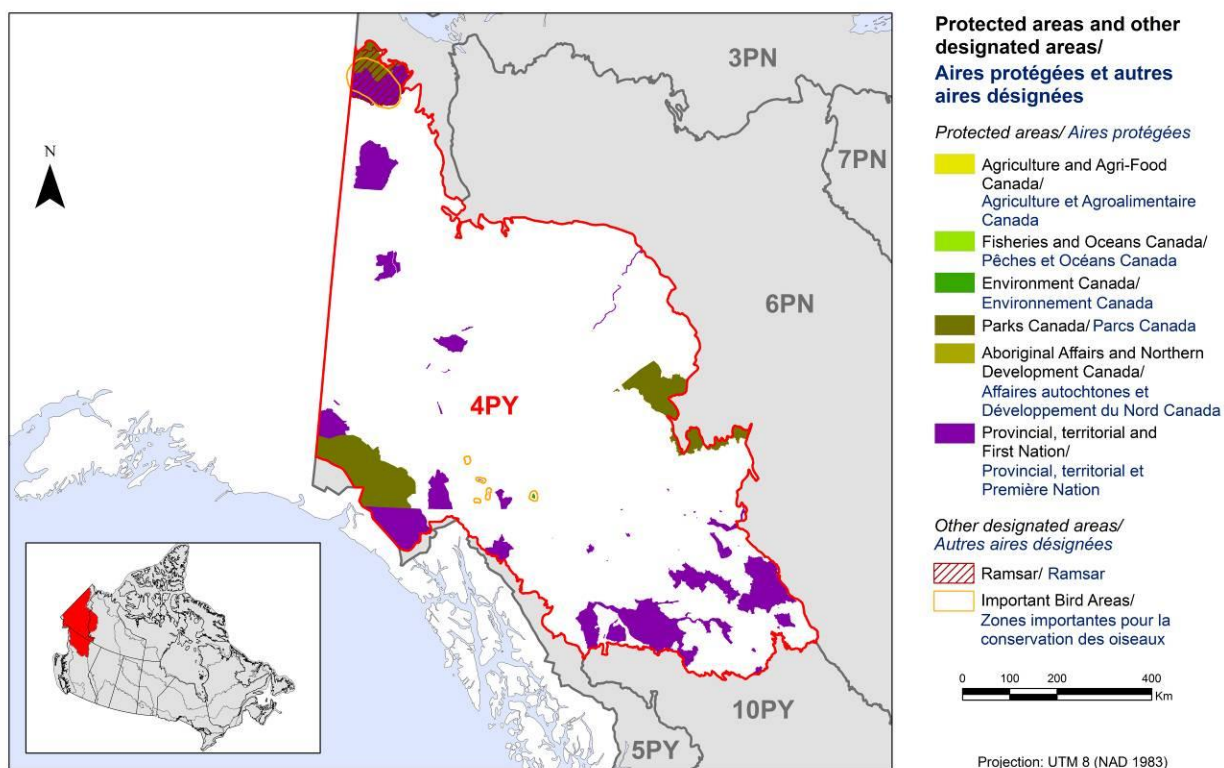 N
3PN
7PN
6PN
4PY
10PY
5PY
Protected areas and other
designated areas/
Aires protégées et autres
aires désignées
Protected areas/ Aires protégées
Agriculture and Agri-Food
Canada/
Agriculture et Agroalimentaire
Canada
Fisheries and Oceans Canada/
Pêches et Océans Canada
Environment Canada/
Environnement Canada
Parks Canada/ Parcs Canada
Aboriginal Affairs and Northern
Development Canada/
Affaires autochtones et
Développement du Nord Canada
Provincial, territorial and
First Nation/
Provincial, territorial et
Première Nation
Other designated areas/
Autres aires désignées
Ramsar/ Ramsar
Important Bird Areas/
Zones importantes pour la
conservation des oiseaux
0 100 200 400
Km
Projection: UTM 8 (NAD 1983)